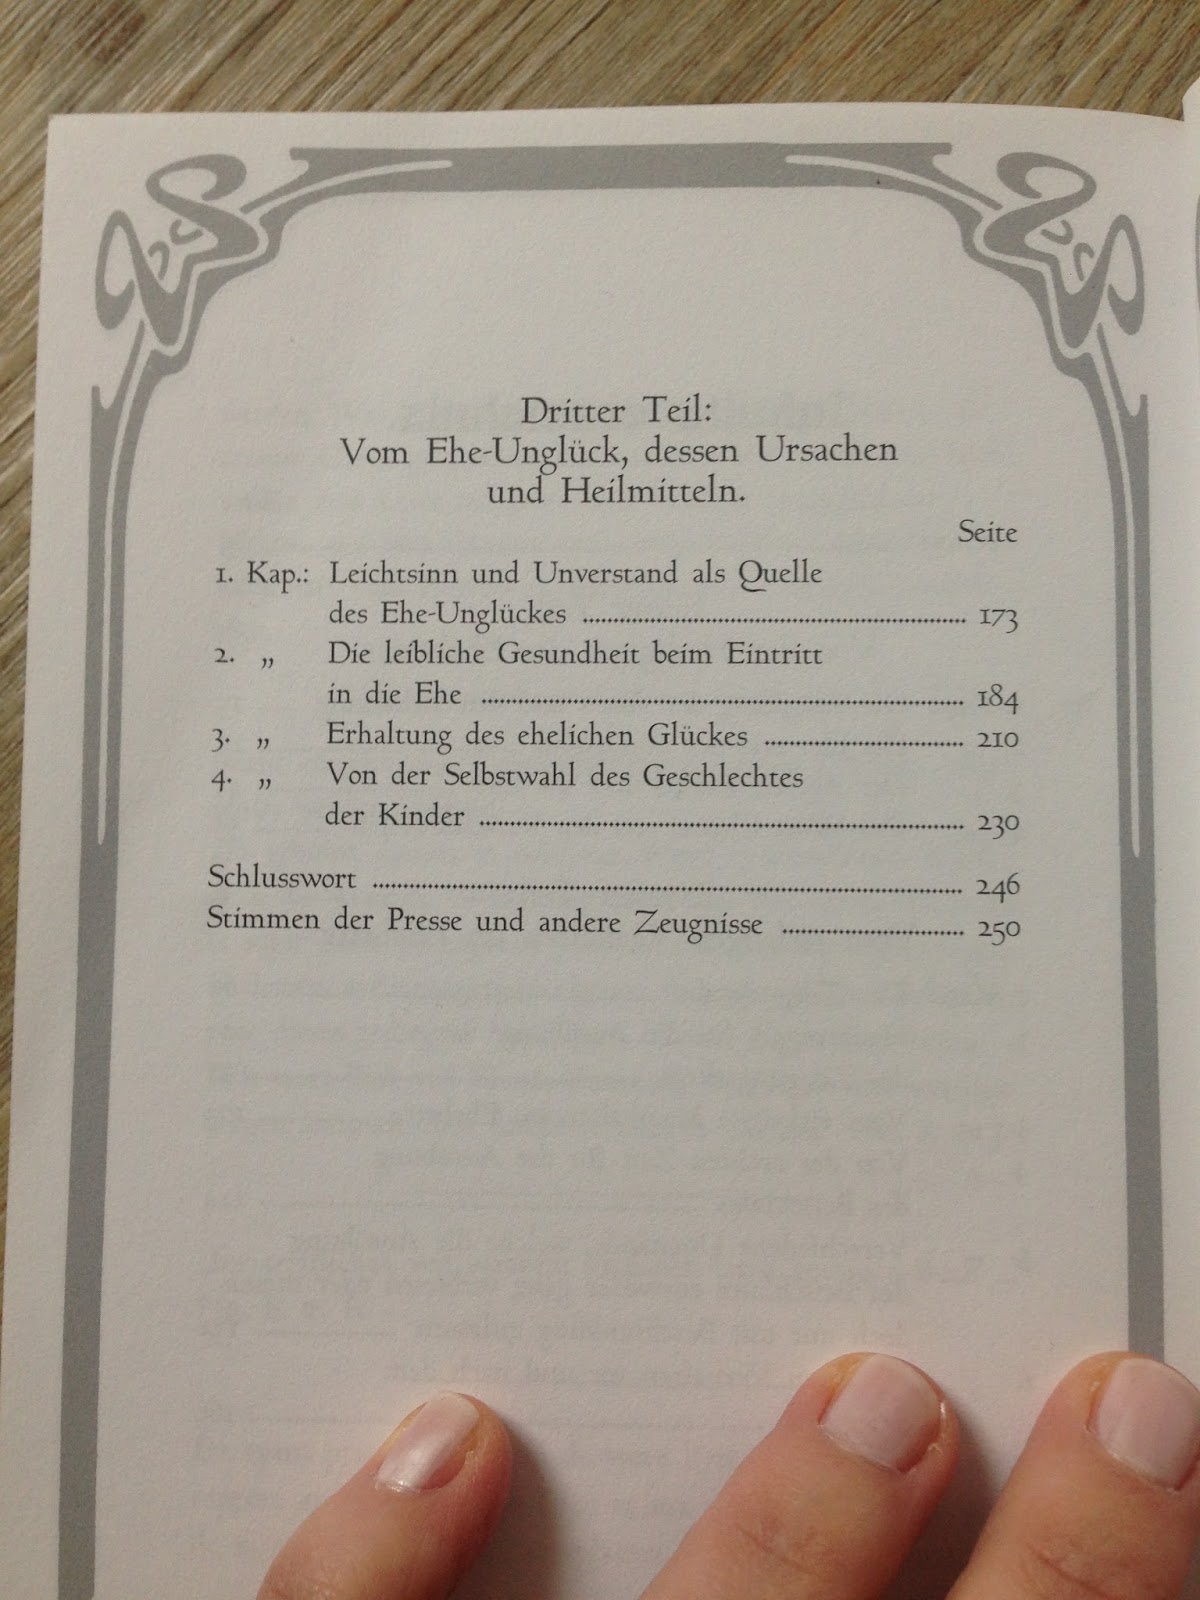 Dritter Teil:
Vom Ehe-Unglück, dessen Ursachen
und Heilmitteln.
Seite
1. Kap.: Leichtsinn und Unverstand als Quelle
des Ehe-Unglückes ........ 173
2. „ Die leibliche Gesundheit beim Eintritt
in die Ehe ........ 184
3. „ Erhaltung des ehelichen Glückes ........ 210
4. „ Von der Selbstwahl des Geschlechtes
der Kinder ........ 230
Schlusswort ........ 246
Stimmen der Presse und andere Zeugnisse ........ 250